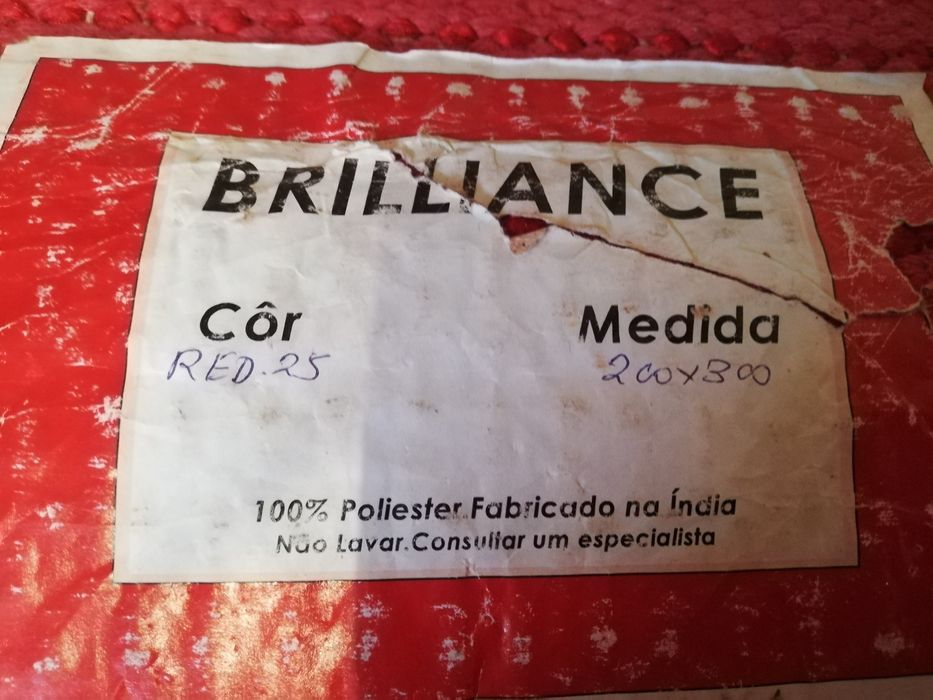 BRILLIANCE
Côr Medida
RED.25 200x300
100% Poliester.Fabricado na Índia
Não Lavar.Consultar um especialista